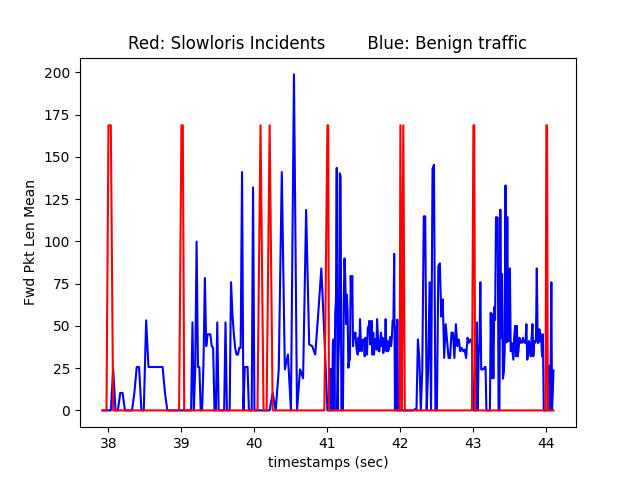 Red: Slowloris Incidents Blue: Benign traffic
Fwd Pkt Len Mean
200
175
150
125
100
75
50
25
0
38 39 40 41 42 43 44
timestamps (sec)